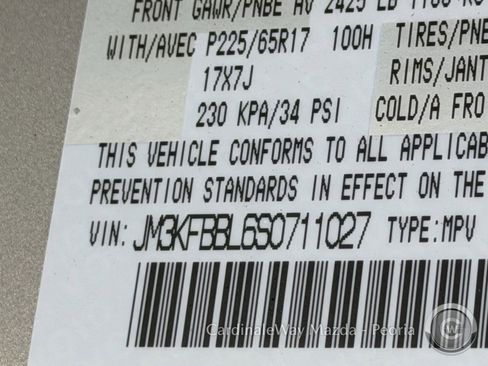 FRONT GAWR/PNBE AV 2425 LB
WITH/AVEC P225/65R17 100H TIRES/PNE
17X7J RIMS/JANT
230 KPA/34 PSI COLD/A FRO
THIS VEHICLE CONFORMS TO ALL APPLICAB
PREVENTION STANDARDS IN EFFECT ON THE
VIN: JM3KFBBL6S0711027 TYPE:MPV
CardinaleWay Mazda - Peoria